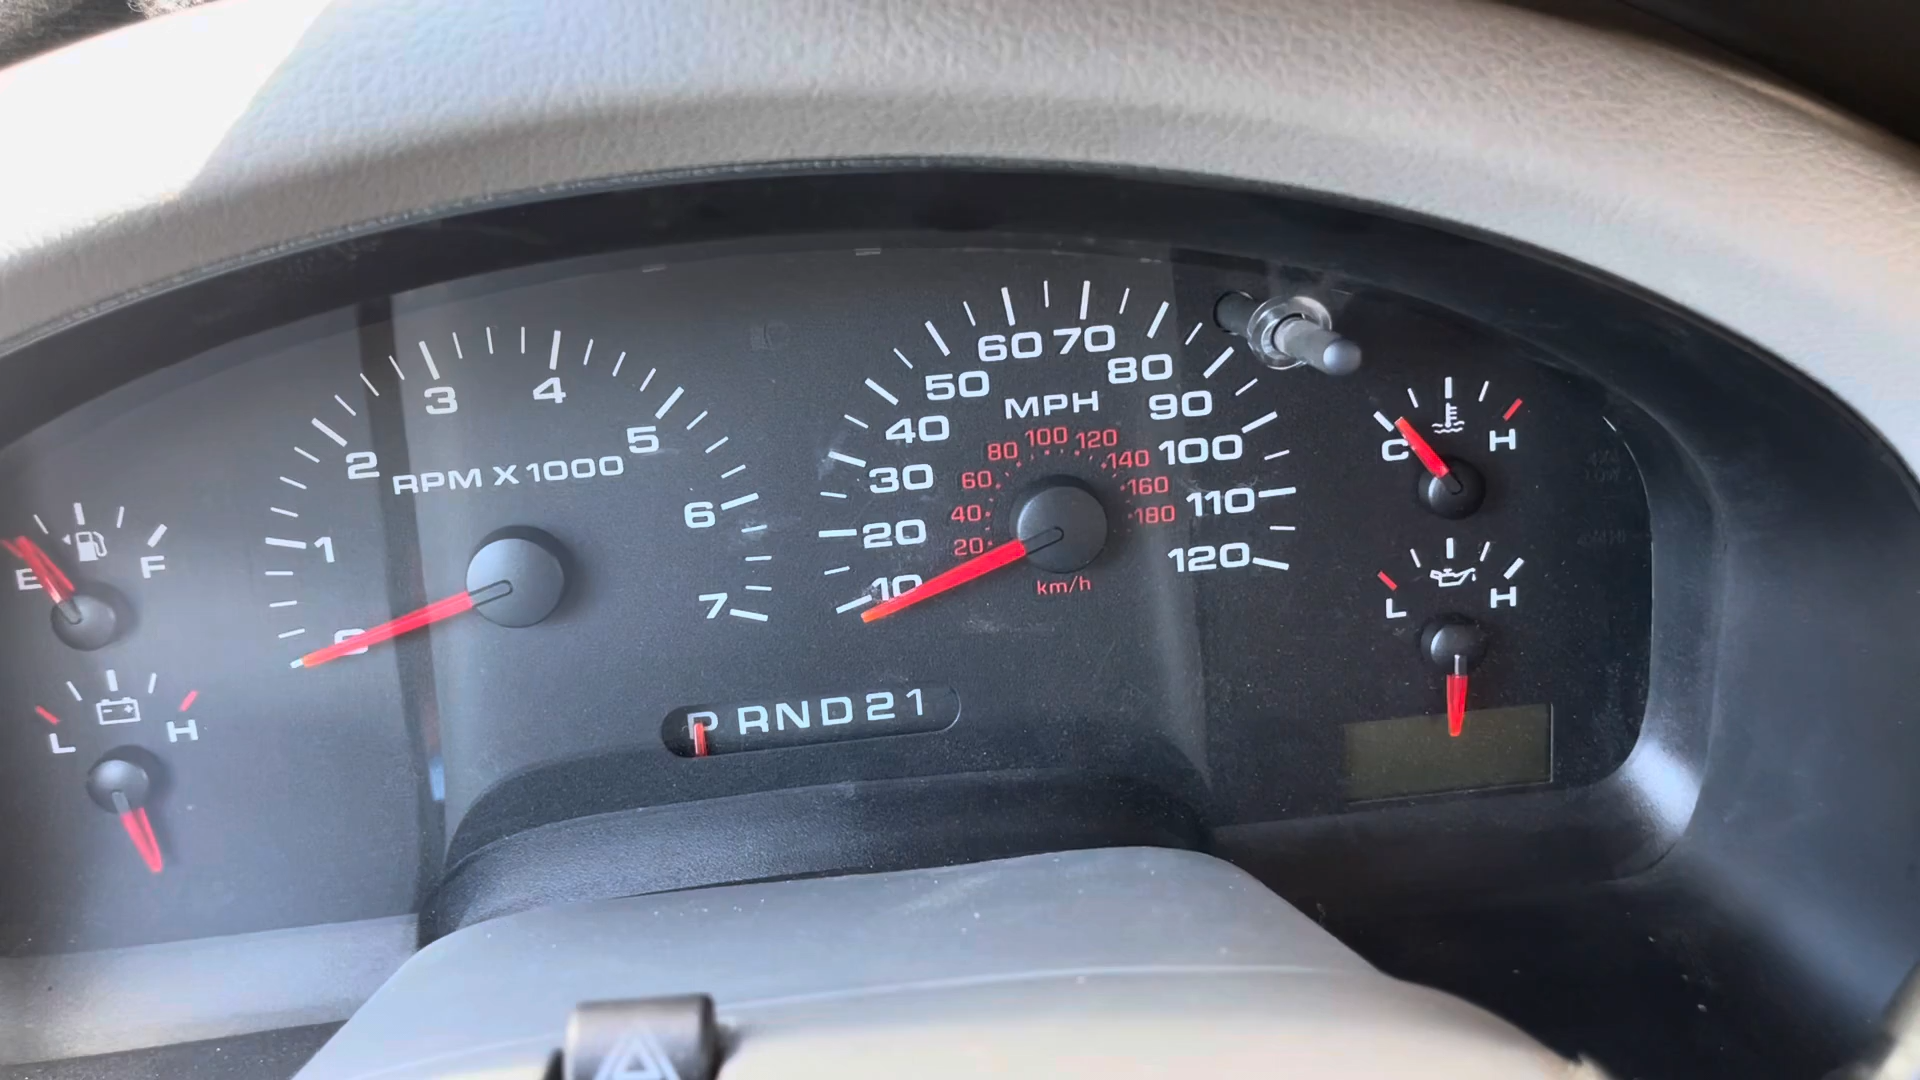 0 1 2 3 4 5 6 7
RPM X 1000
10 20 30 40 50 60 70 80 90 100 110 120
MPH
20 40 60 80 100 120 140 160 180
km/h
E F
L H
C H
L H
P R N D 2 1